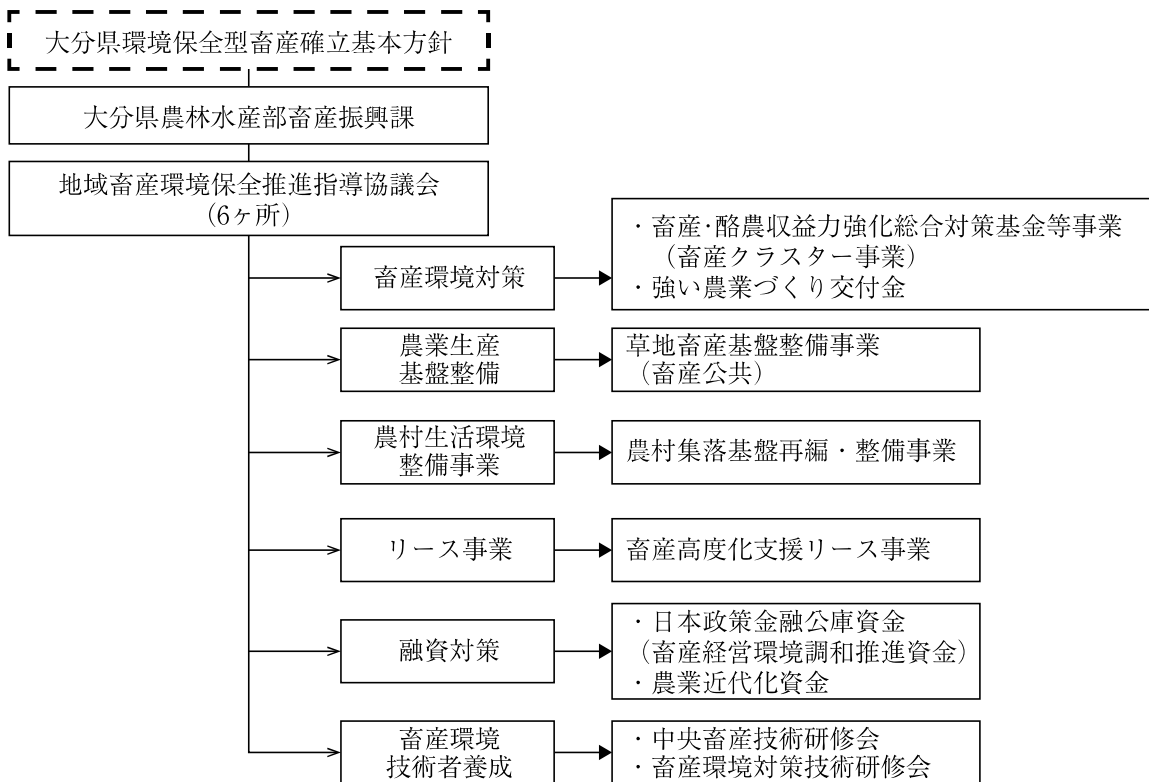 大分県環境保全型畜産確立基本方針
大分県農林水産部畜産振興課
地域畜産環境保全推進指導協議会
(6ヶ所)
畜産環境対策
・畜産・酪農収益力強化総合対策基金等事業
(畜産クラスター事業)
・強い農業づくり交付金
農業生産
基盤整備
草地畜産基盤整備事業
(畜産公共)
農村生活環境
整備事業
農村集落基盤再編・整備事業
リース事業
畜産高度化支援リース事業
融資対策
・日本政策金融公庫資金
(畜産経営環境調和推進資金)
・農業近代化資金
畜産環境
技術者養成
・中央畜産技術研修会
・畜産環境対策技術研修会